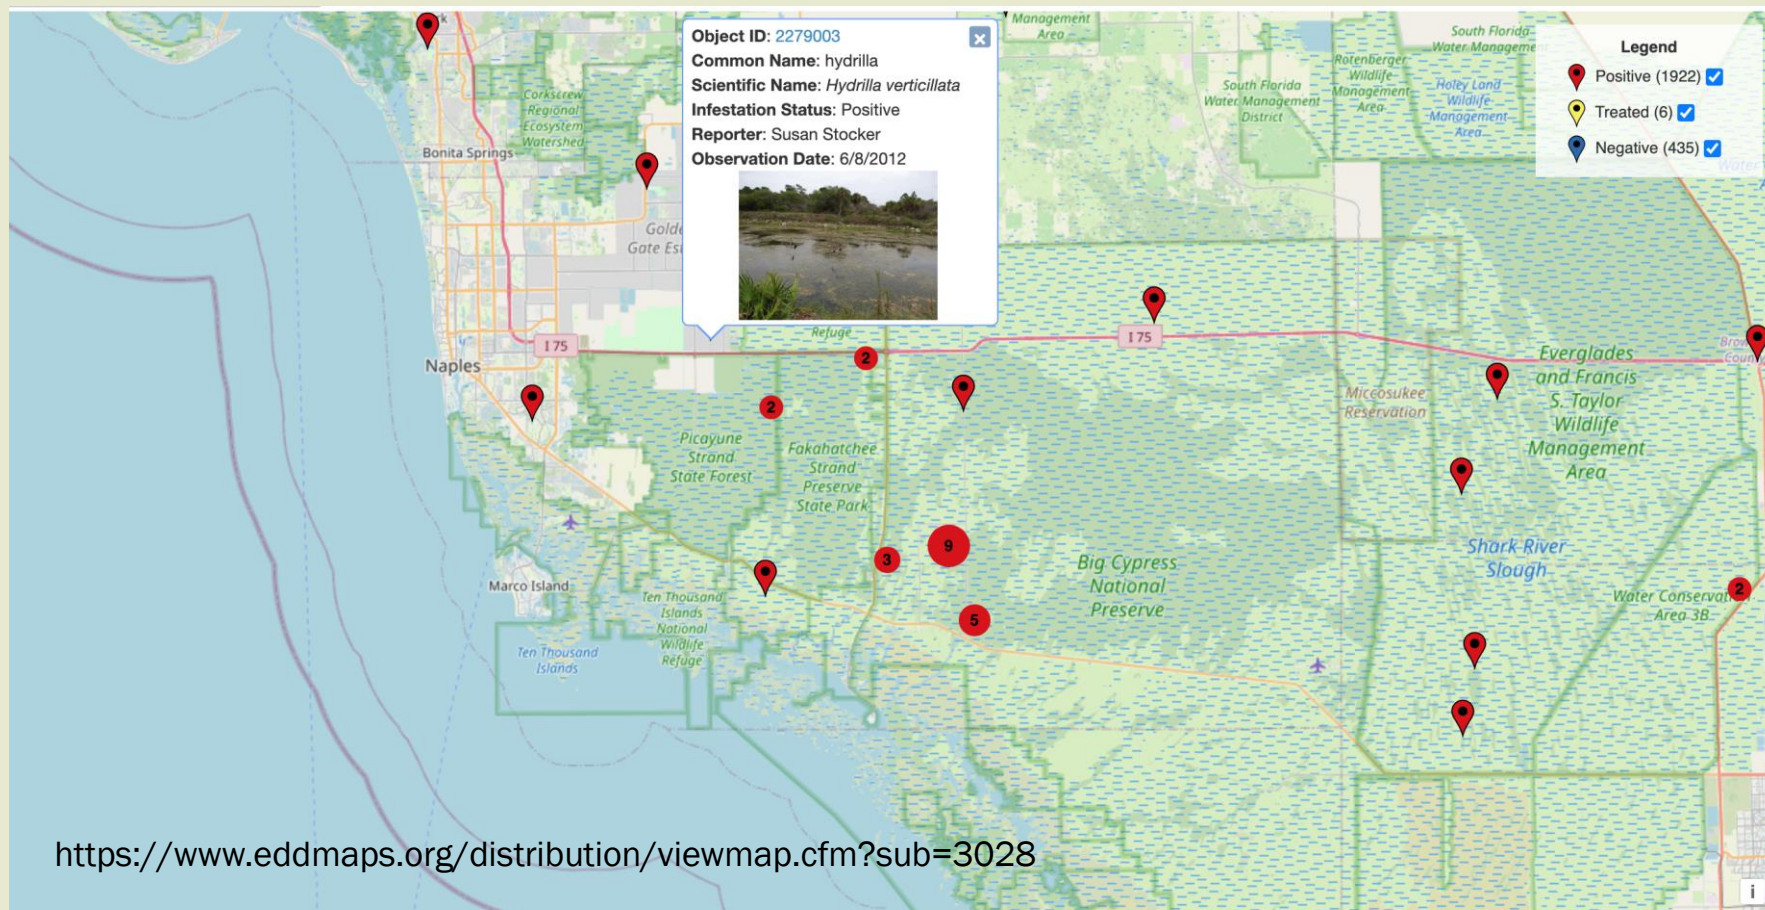 Management
Area
Object ID: 2279003
Common Name: hydrilla
Scientific Name: Hydrilla verticillata
Infestation Status: Positive
Reporter: Susan Stocker
Observation Date: 6/8/2012
South Florida
Water Management
Legend
Positive (1922)
Treated (6)
Negative (435)
Rotenberger
Wildlife
Management
Area
Holey Land
Wildlife
Management
Area
South Florida
Water Management
District
Corkscrew
Regional
Ecosystem
Watershed
Bonita Springs
Gate
Refuge
I 75
I 75
Naples
2
2
Everglades
and Francis
S. Taylor
Wildlife
Management
Area
Miccosukee
Reservation
Picayune
Strand
State Forest
Fakahatchee
Strand
Preserve
State Park
3
9
5
2
Big Cypress
National
Preserve
Shark River
Slough
Water
Area 3B
Marco Island
Ten Thousand
Islands
National
Wildlife
Refuge
Ten Thousand
Islands
https://www.eddmaps.org/distribution/viewmap.cfm?sub=3028
i